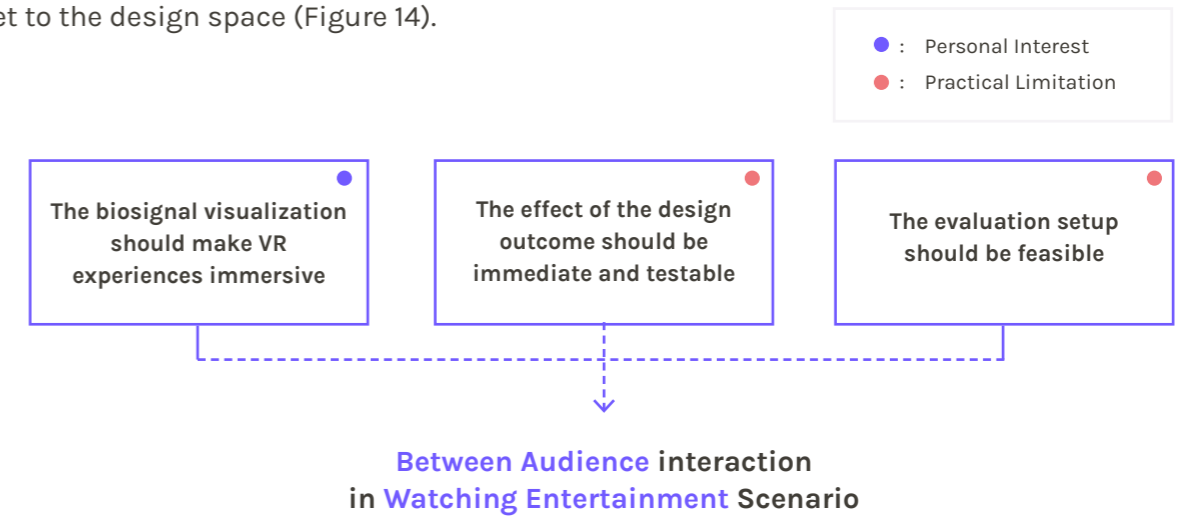 et to the design space (Figure 14).
: Personal Interest
: Practical Limitation
The biosignal visualization
should make VR
experiences immersive
The effect of the design
outcome should be
immediate and testable
The evaluation setup
should be feasible
Between Audience interaction
in Watching Entertainment Scenario